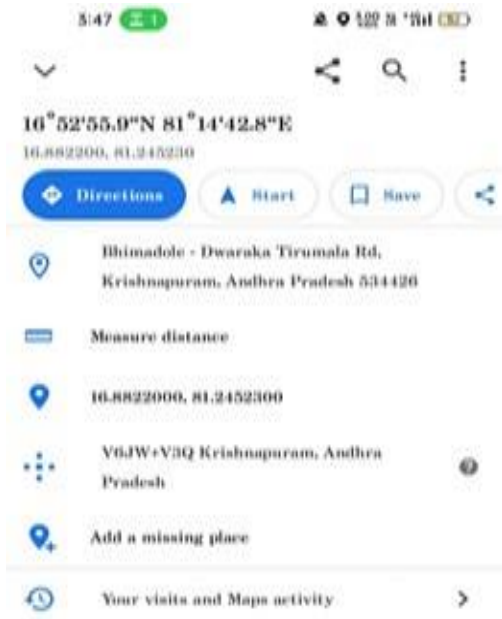 5:47
16°52'55.9"N 81°14'42.8"E
16.882200, 81.245230
Directions
Start
Save
Bhimadole - Dwaraka Tirumala Rd,
Krishnapuram, Andhra Pradesh 534426
Measure distance
16.8822000, 81.2452300
V6JW+V3Q Krishnapuram, Andhra
Pradesh
Add a missing place
Your visits and Maps activity